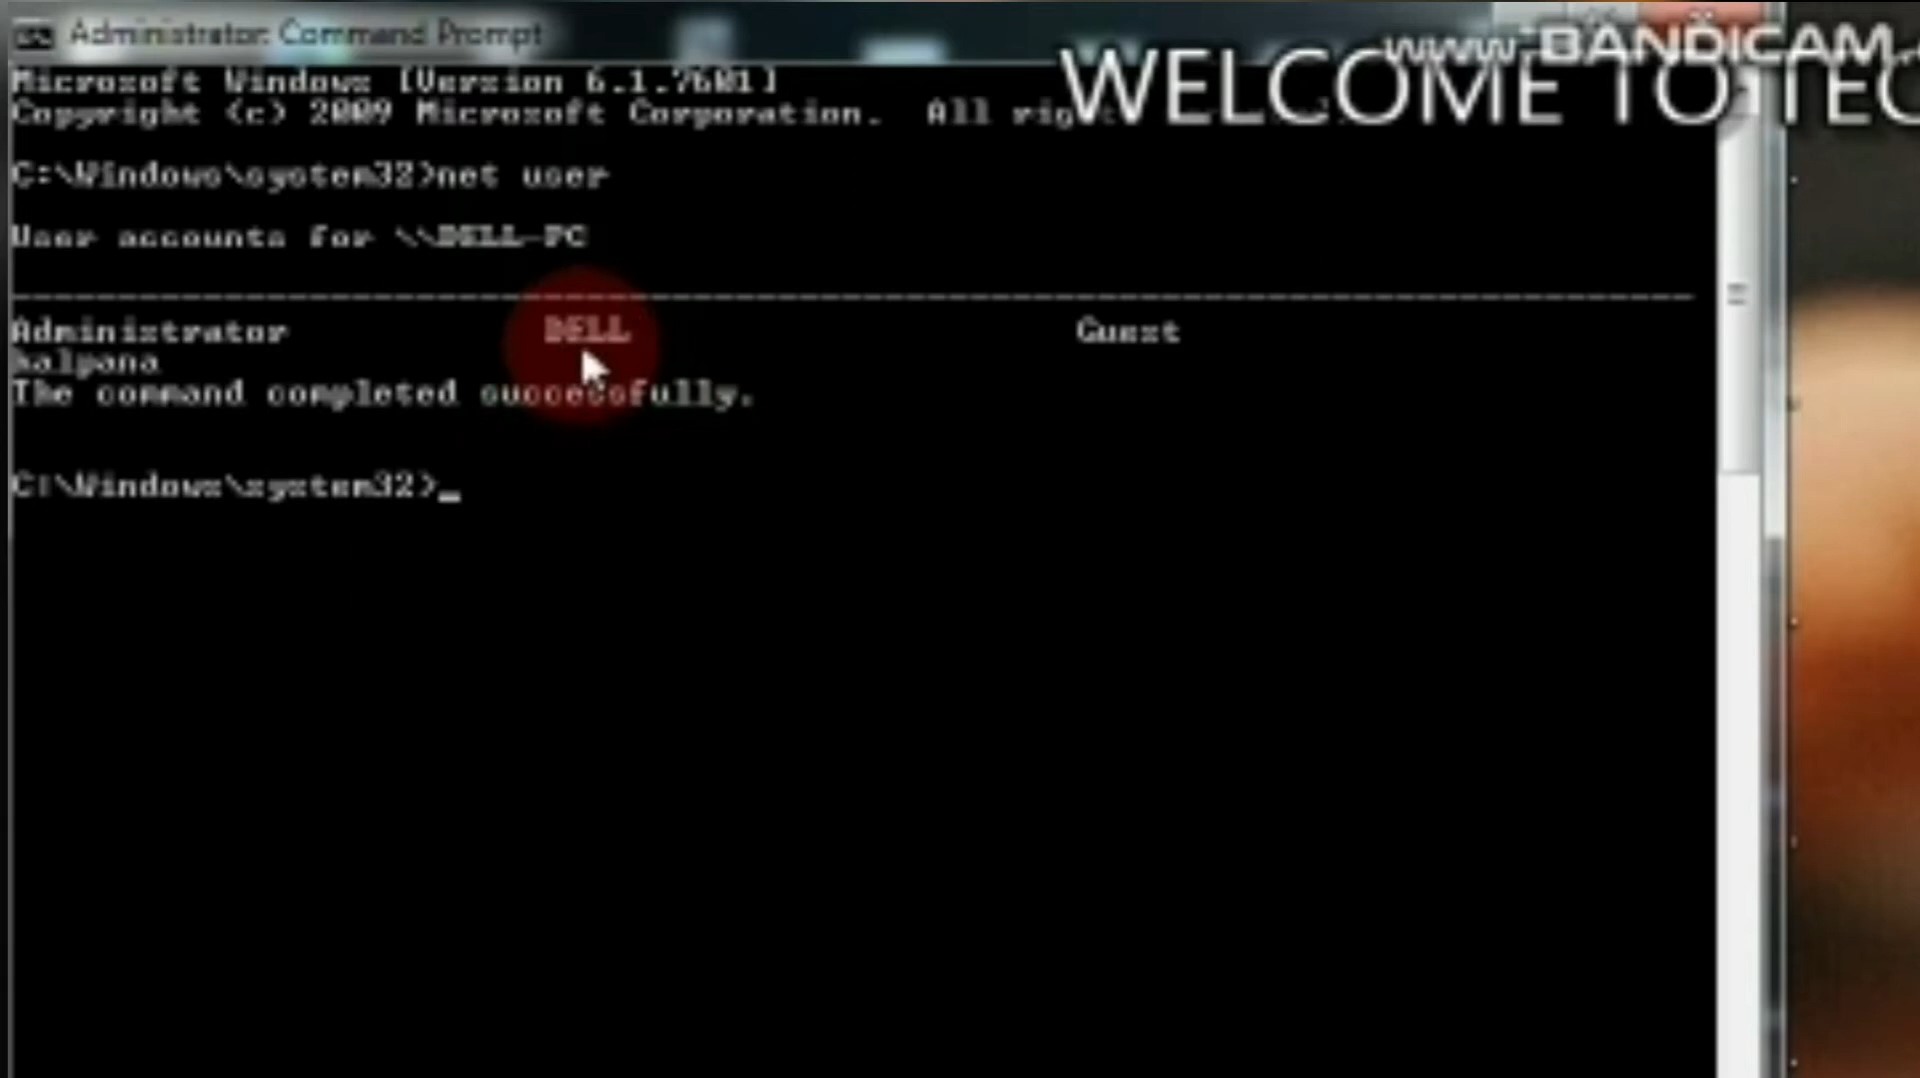 Administrator: Command Prompt
www.BANDICAM
WELCOME TO TEC
Microsoft Windows [Version 6.1.7601]
Copyright (c) 2009 Microsoft Corporation. All rig
C:\Windows\system32>net user
User accounts for \\DELL-PC
-------------------------------------------------------------------------------
Administrator DELL Guest
kalpana
The command completed successfully.
C:\Windows\system32>_